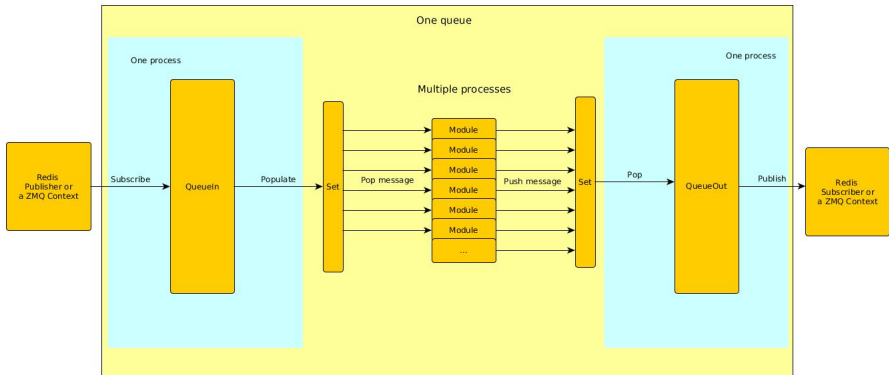 One queue
One process
One process
Multiple processes
Redis
Publisher or
a ZMQ Context
Subscribe
QueueIn
Populate
Set
Pop message
Module
Module
Module
Module
Module
Module
...
Push message
Set
Pop
QueueOut
Publish
Redis
Subscriber or
a ZMQ Context